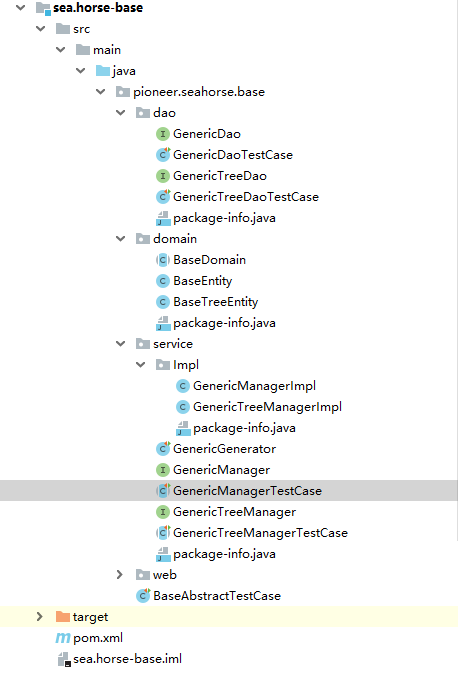 sea.horse-base
src
main
java
pioneer.seahorse.base
dao
GenericDao
GenericDaoTestCase
GenericTreeDao
GenericTreeDaoTestCase
package-info.java
domain
BaseDomain
BaseEntity
BaseTreeEntity
package-info.java
service
Impl
GenericManagerImpl
GenericTreeManagerImpl
package-info.java
GenericGenerator
GenericManager
GenericManagerTestCase
GenericTreeManager
GenericTreeManagerTestCase
package-info.java
web
BaseAbstractTestCase
target
pom.xml
sea.horse-base.iml